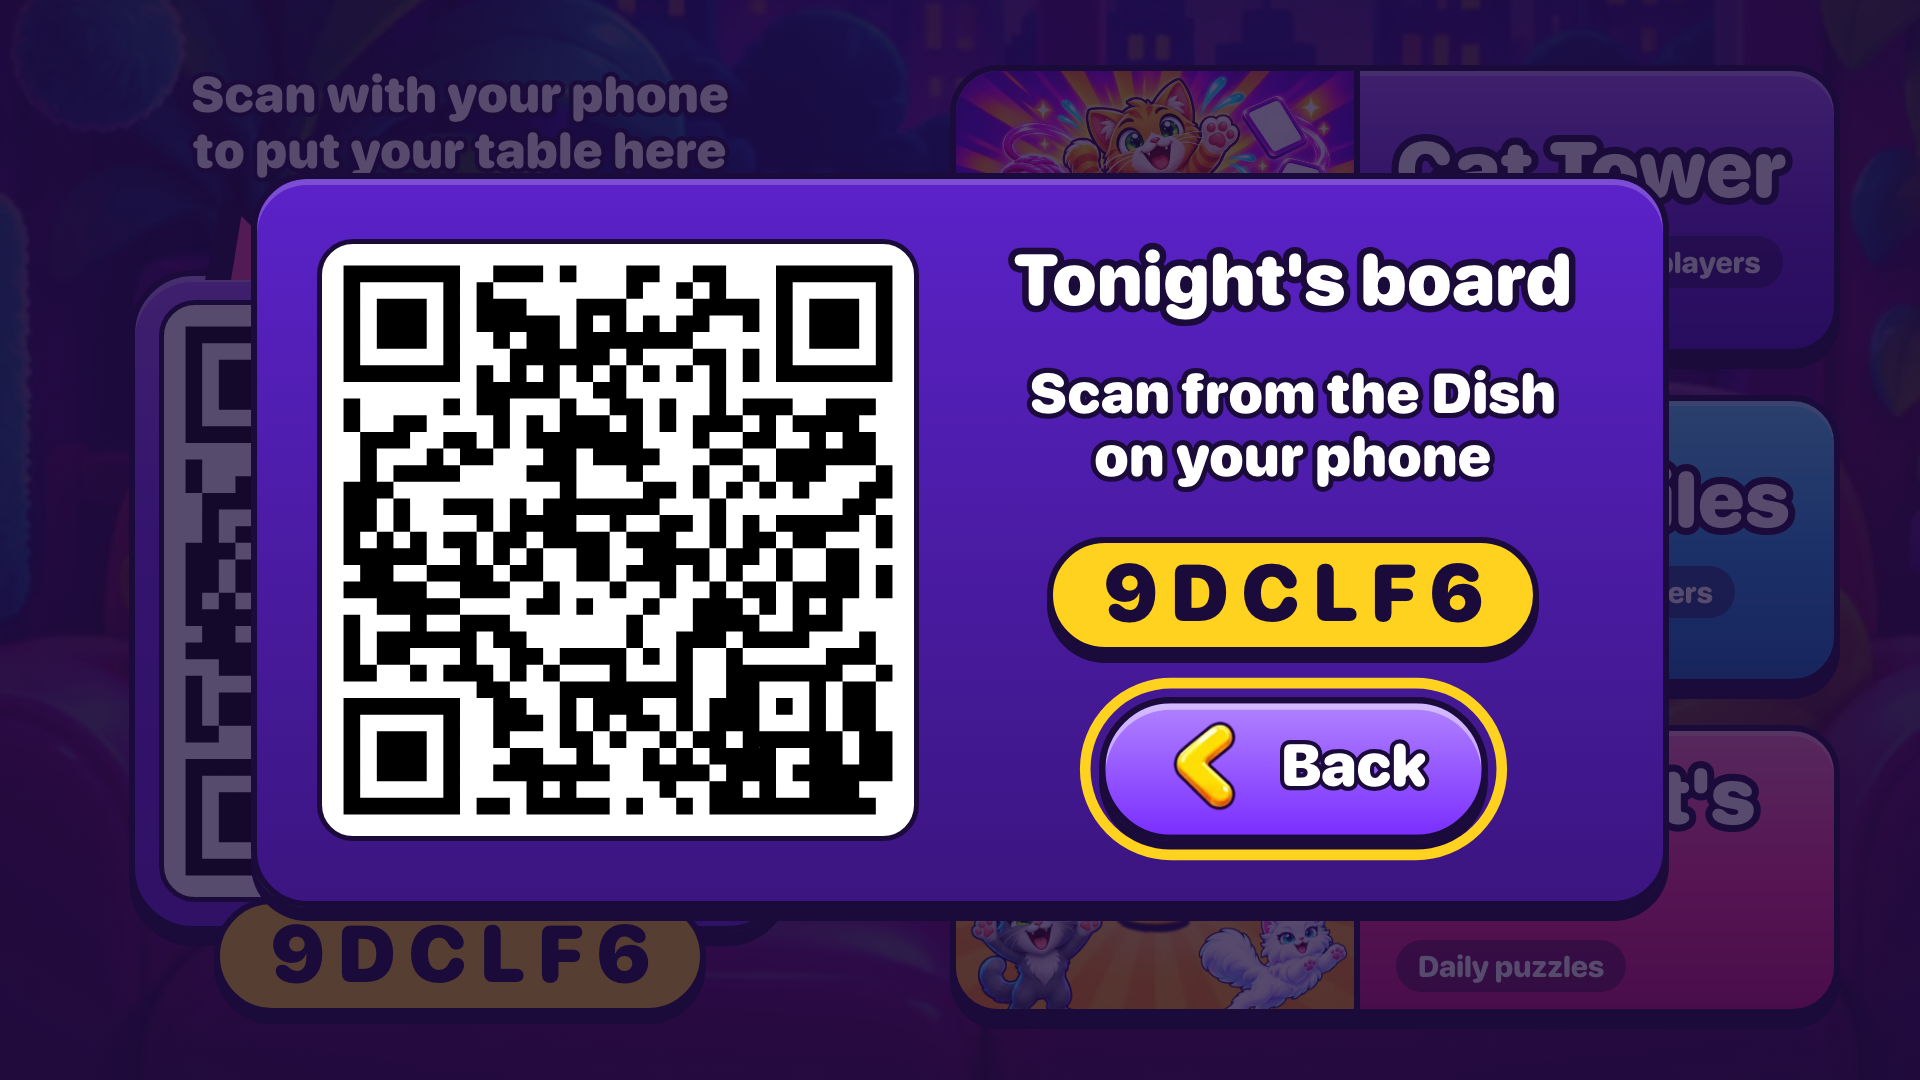 Scan with your phone
to put your table here
Cat Tower
players
Tonight's board
Scan from the Dish
on your phone
9DCLF6
Back
9DCLF6
Daily puzzles